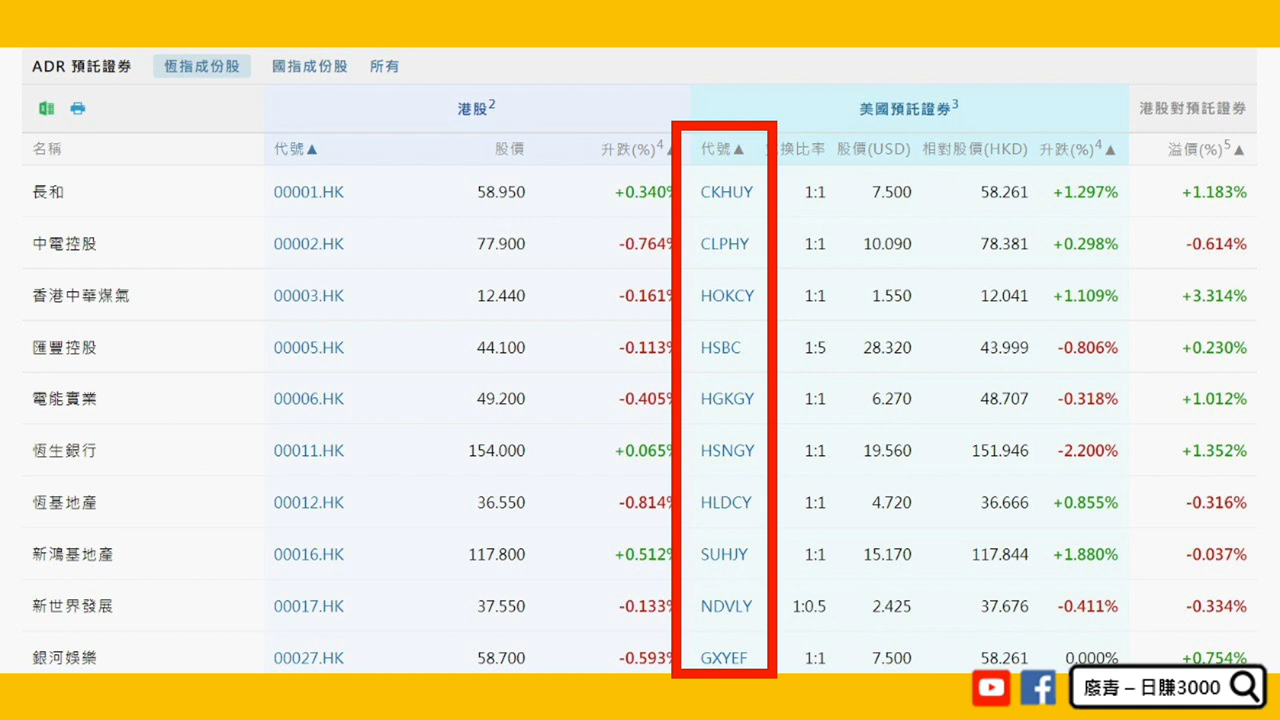 ADR 預託證券 恆指成份股 國指成份股 所有
港股2 美國預託證券3 港股對預託證券
名稱 代號▲ 股價 升跌(%)4 代號▲ 換比率 股價(USD) 相對股價(HKD) 升跌(%)4▲ 溢價(%)5▲
長和 00001.HK 58.950 +0.340% CKHUY 1:1 7.500 58.261 +1.297% +1.183%
中電控股 00002.HK 77.900 -0.764% CLPHY 1:1 10.090 78.381 +0.298% -0.614%
香港中華煤氣 00003.HK 12.440 -0.161% HOKCY 1:1 1.550 12.041 +1.109% +3.314%
匯豐控股 00005.HK 44.100 -0.113% HSBC 1:5 28.320 43.999 -0.806% +0.230%
電能實業 00006.HK 49.200 -0.405% HGKGY 1:1 6.270 48.707 -0.318% +1.012%
恆生銀行 00011.HK 154.000 +0.065% HSNGY 1:1 19.560 151.946 -2.200% +1.352%
恆基地產 00012.HK 36.550 -0.814% HLDCY 1:1 4.720 36.666 +0.855% -0.316%
新鴻基地產 00016.HK 117.800 +0.512% SUHJY 1:1 15.170 117.844 +1.880% -0.037%
新世界發展 00017.HK 37.550 -0.133% NDVLY 1:0.5 2.425 37.676 -0.411% -0.334%
銀河娛樂 00027.HK 58.700 -0.593% GXYEF 1:1 7.500 58.261 0.000% +0.754%
廢青–日賺3000